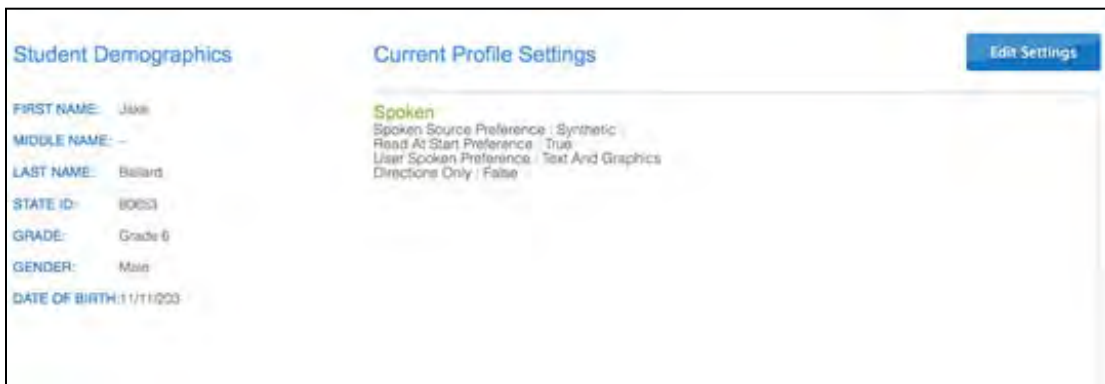 Student Demographics
Current Profile Settings
Edit Settings
FIRST NAME: Jake
MIDDLE NAME: --
LAST NAME: Ballard
STATE ID:
GRADE: Grade 6
GENDER: Male
DATE OF BIRTH:
Spoken
Spoken Source Preference : Synthetic
Read At Start Preference : True
User Spoken Preference : Text And Graphics
Directions Only : False